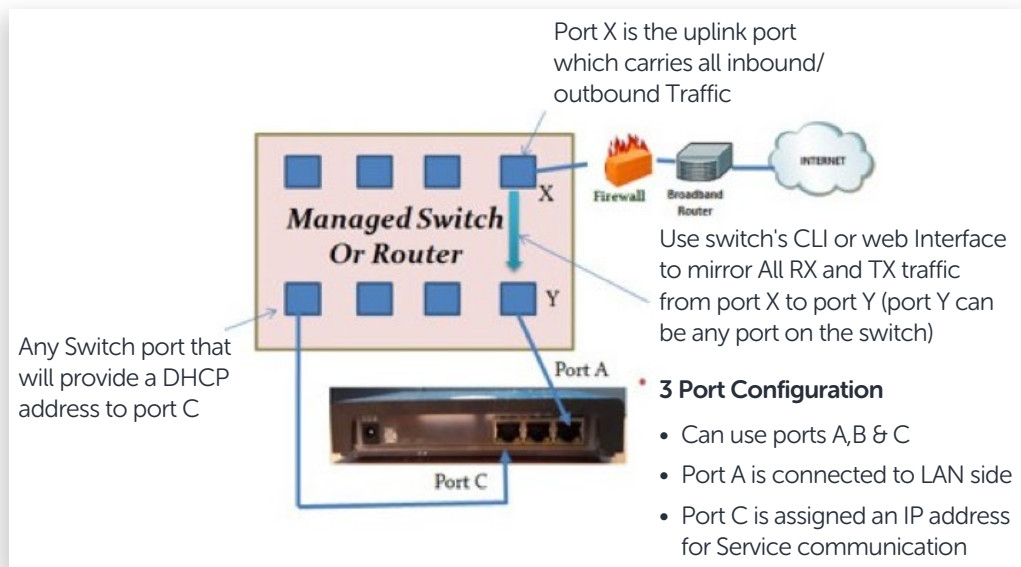 Port X is the uplink port
which carries all inbound/
outbound Traffic
INTERNET
Firewall
Broadband
Router
X
Managed Switch
Or Router
Use switch's CLI or web Interface
to mirror All RX and TX traffic
from port X to port Y (port Y can
be any port on the switch)
Y
Any Switch port that
will provide a DHCP
address to port C
Port A
* 3 Port Configuration
• Can use ports A,B & C
• Port A is connected to LAN side
• Port C is assigned an IP address
for Service communication
Port C